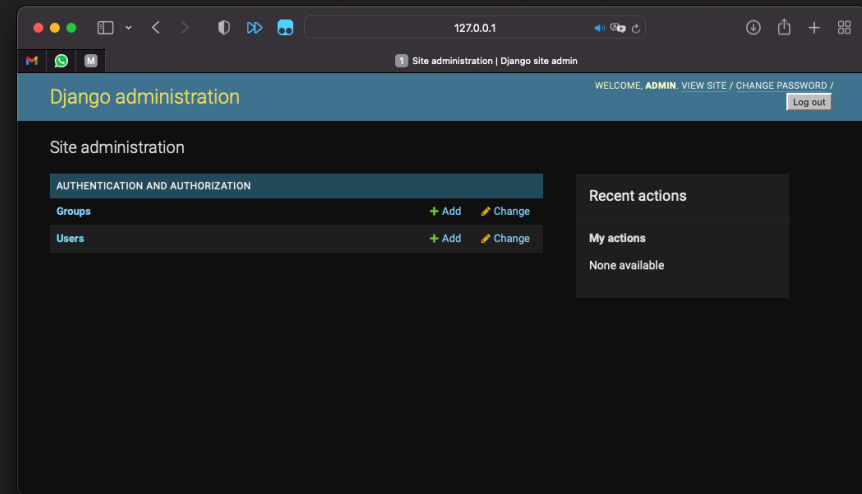 127.0.0.1
M
1 Site administration | Django site admin
Django administration
WELCOME, ADMIN. VIEW SITE / CHANGE PASSWORD /
Log out
Site administration
AUTHENTICATION AND AUTHORIZATION
Groups + Add Change
Users + Add Change
Recent actions
My actions
None available